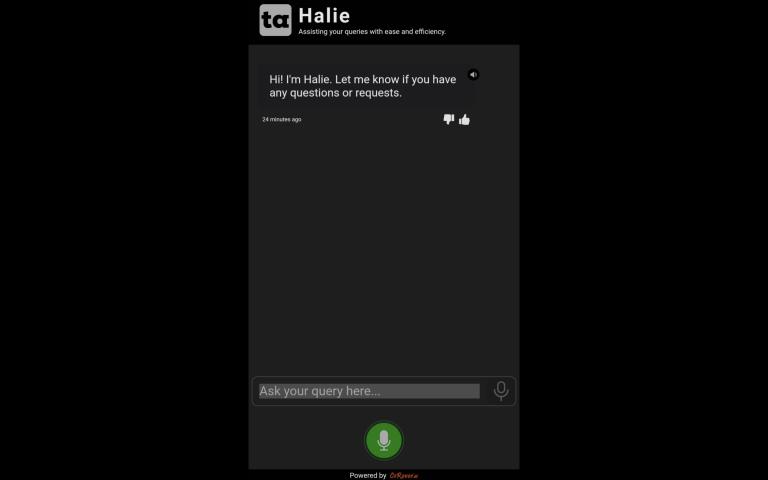 ta
Halie
Assisting your queries with ease and efficiency.
Hi! I'm Halie. Let me know if you have
any questions or requests.
24 minutes ago
Ask your query here...
Powered by